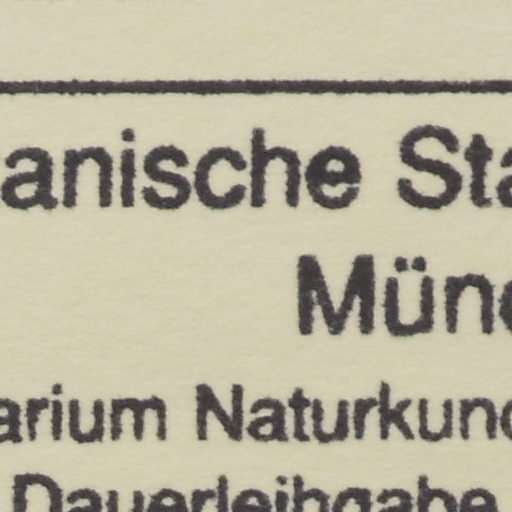 anische Sta
Münc
arium Naturkund
Dauerleihgabe